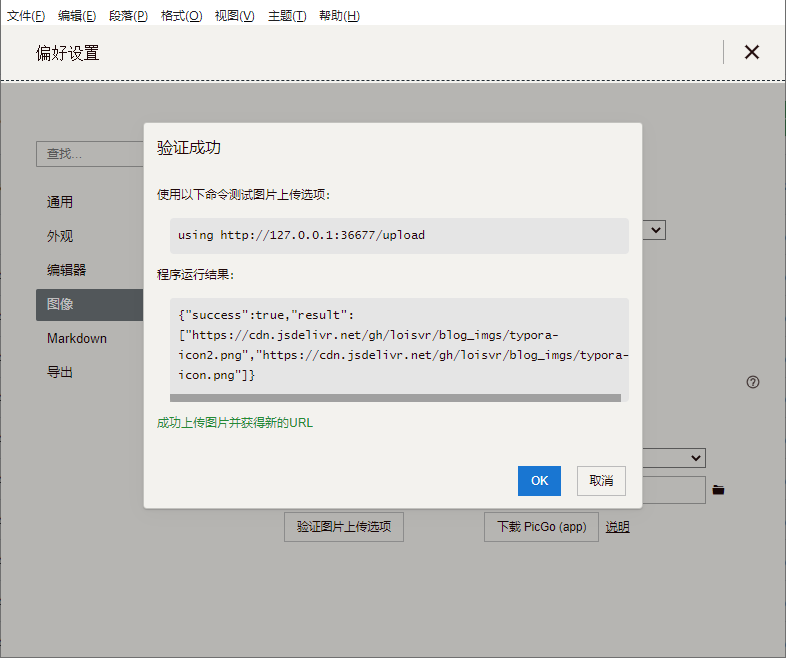 文件(F) 编辑(E) 段落(P) 格式(O) 视图(V) 主题(T) 帮助(H)
偏好设置
查找...
通用
外观
编辑器
图像
Markdown
导出
验证成功
使用以下命令测试图片上传选项:
using http://127.0.0.1:36677/upload
程序运行结果:
{"success":true,"result":
["https://cdn.jsdelivr.net/gh/loisvr/blog_imgs/typora-
icon2.png","https://cdn.jsdelivr.net/gh/loisvr/blog_imgs/typora-
icon.png"]}
成功上传图片并获得新的URL
OK 取消
验证图片上传选项 下载 PicGo (app) 说明